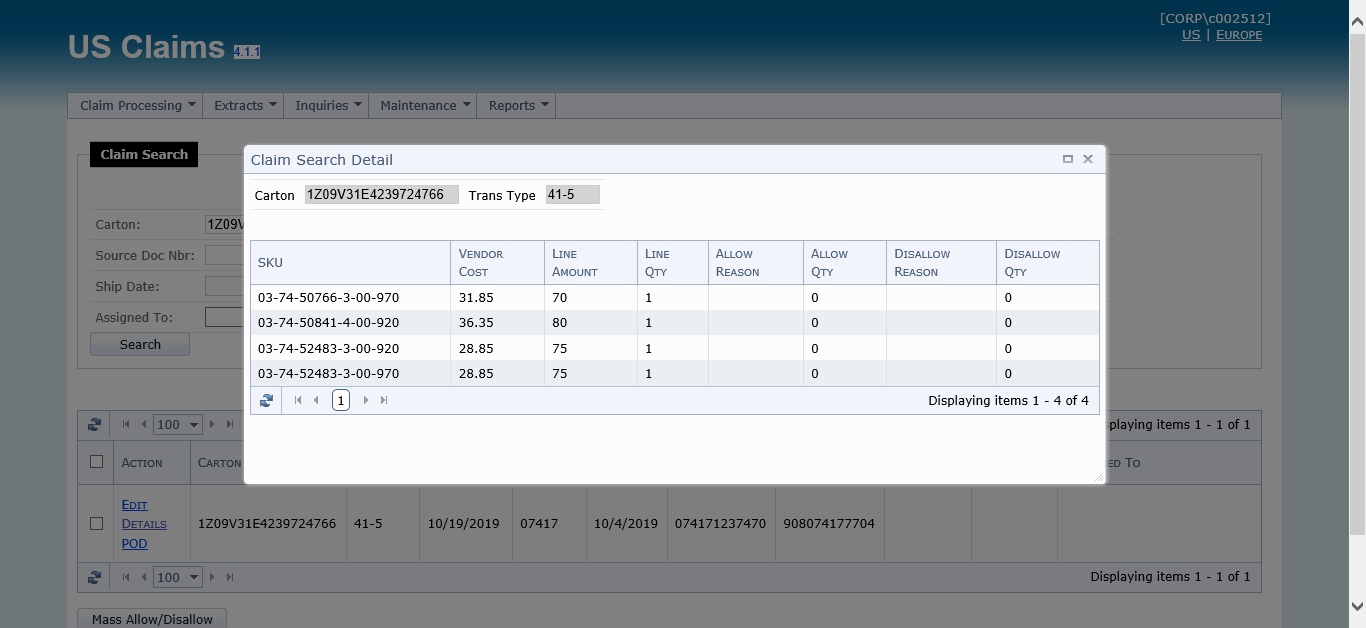 [CORP\c002512]
US | EUROPE
US Claims 4.1.1
Claim Processing Extracts Inquiries Maintenance Reports
Claim Search
Claim Search Detail
Carton 1Z09V31E4239724766 Trans Type 41-5
Carton: 1Z09V
Source Doc Nbr:
Ship Date:
Assigned To:
Search
SKU VENDOR COST LINE AMOUNT LINE QTY ALLOW REASON ALLOW QTY DISALLOW REASON DISALLOW QTY
03-74-50766-3-00-970 31.85 70 1 0 0
03-74-50841-4-00-920 36.35 80 1 0 0
03-74-52483-3-00-920 28.85 75 1 0 0
03-74-52483-3-00-970 28.85 75 1 0 0
1 Displaying items 1 - 4 of 4
100 splaying items 1 - 1 of 1
ACTION CARTON ED TO
EDIT
DETAILS 1Z09V31E4239724766 41-5 10/19/2019 07417 10/4/2019 074171237470 908074177704
POD
100 Displaying items 1 - 1 of 1
Mass Allow/Disallow